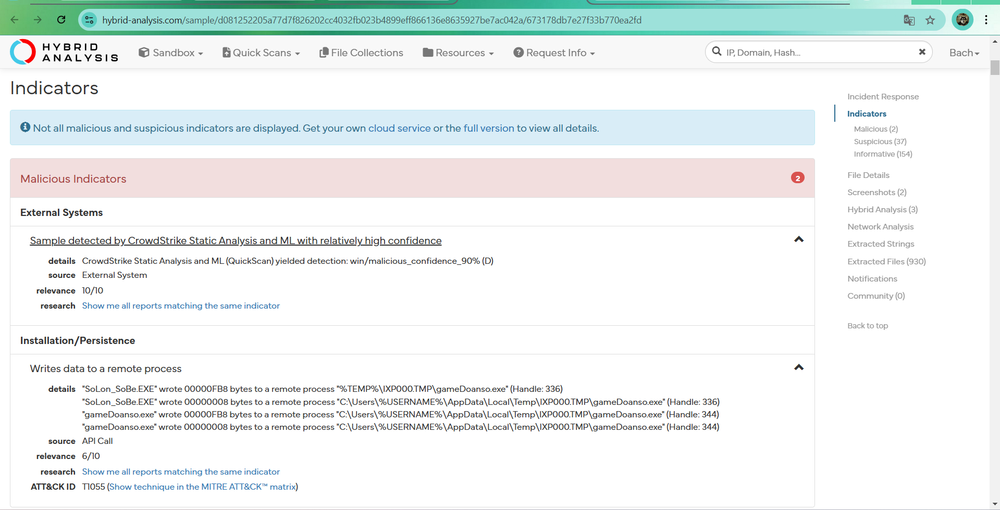 hybrid-analysis.com/sample/d081252205a77d7f826202cc4032fb023b4899eff866136e8635927be7ac042a/673178db7e27f33b770ea2fd
HYBRID ANALYSIS
Sandbox
Quick Scans
File Collections
Resources
Request Info
IP, Domain, Hash...
Bach
Indicators
Not all malicious and suspicious indicators are displayed. Get your own cloud service or the full version to view all details.
Malicious Indicators
2
External Systems
Sample detected by CrowdStrike Static Analysis and ML with relatively high confidence
details CrowdStrike Static Analysis and ML (QuickScan) yielded detection: win/malicious_confidence_90% (D)
source External System
relevance 10/10
research Show me all reports matching the same indicator
Installation/Persistence
Writes data to a remote process
details "SoLon_SoBe.EXE" wrote 00000FB8 bytes to a remote process "%TEMP%\IXP000.TMP\gameDoanso.exe" (Handle: 336)
"SoLon_SoBe.EXE" wrote 00000008 bytes to a remote process "C:\Users\%USERNAME%\AppData\Local\Temp\IXP000.TMP\gameDoanso.exe" (Handle: 336)
"gameDoanso.exe" wrote 00000FB8 bytes to a remote process "C:\Users\%USERNAME%\AppData\Local\Temp\IXP000.TMP\gameDoanso.exe" (Handle: 344)
"gameDoanso.exe" wrote 00000008 bytes to a remote process "C:\Users\%USERNAME%\AppData\Local\Temp\IXP000.TMP\gameDoanso.exe" (Handle: 344)
source API Call
relevance 6/10
research Show me all reports matching the same indicator
ATT&CK ID T1055 (Show technique in the MITRE ATT&CK™ matrix)
Incident Response
Indicators
Malicious (2)
Suspicious (37)
Informative (154)
File Details
Screenshots (2)
Hybrid Analysis (3)
Network Analysis
Extracted Strings
Extracted Files (930)
Notifications
Community (0)
Back to top